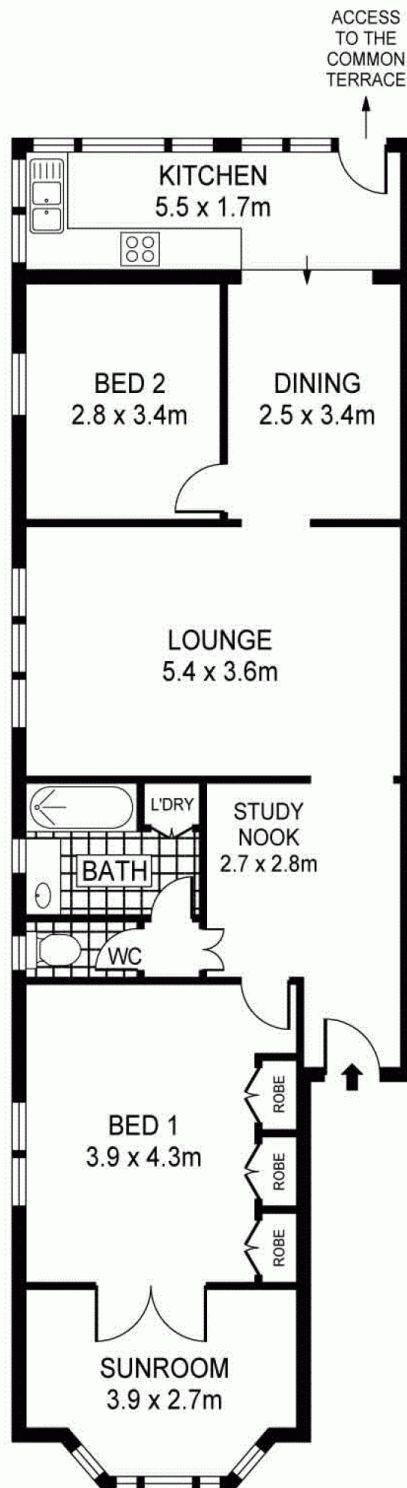 ACCESS
TO THE
COMMON
TERRACE
KITCHEN
5.5 x 1.7m
BED 2
2.8 x 3.4m
DINING
2.5 x 3.4m
LOUNGE
5.4 x 3.6m
L'DRY
STUDY
NOOK
2.7 x 2.8m
BATH
WC
BED 1
3.9 x 4.3m
ROBE
ROBE
ROBE
SUNROOM
3.9 x 2.7m